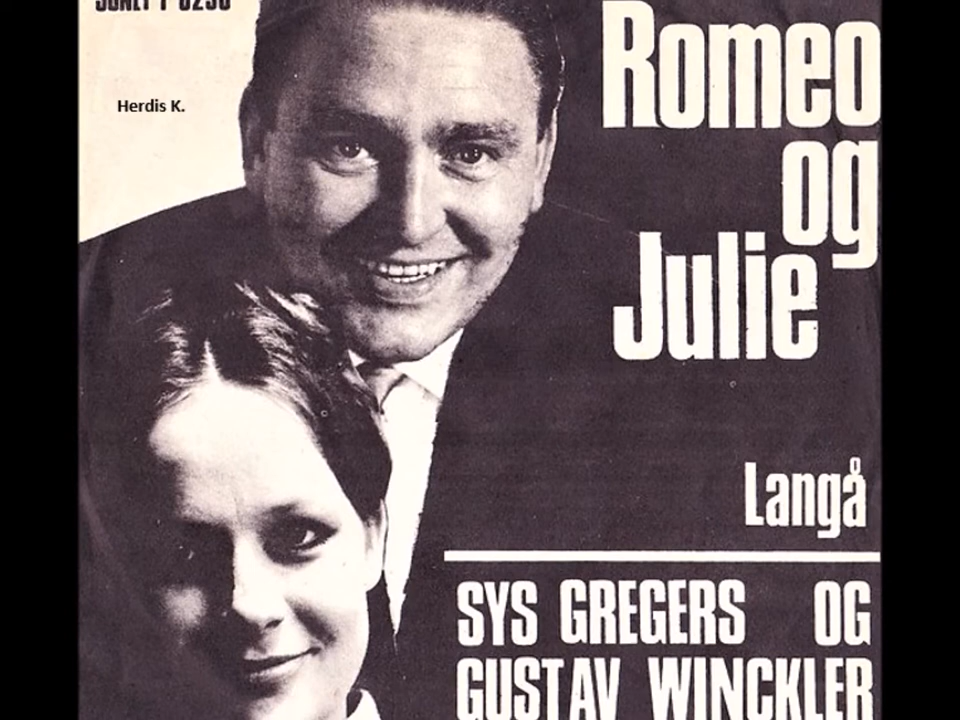 Herdis K.
Romeo
og
Julie
Langå
SYS GREGERS OG
GUSTAV WINCKLER